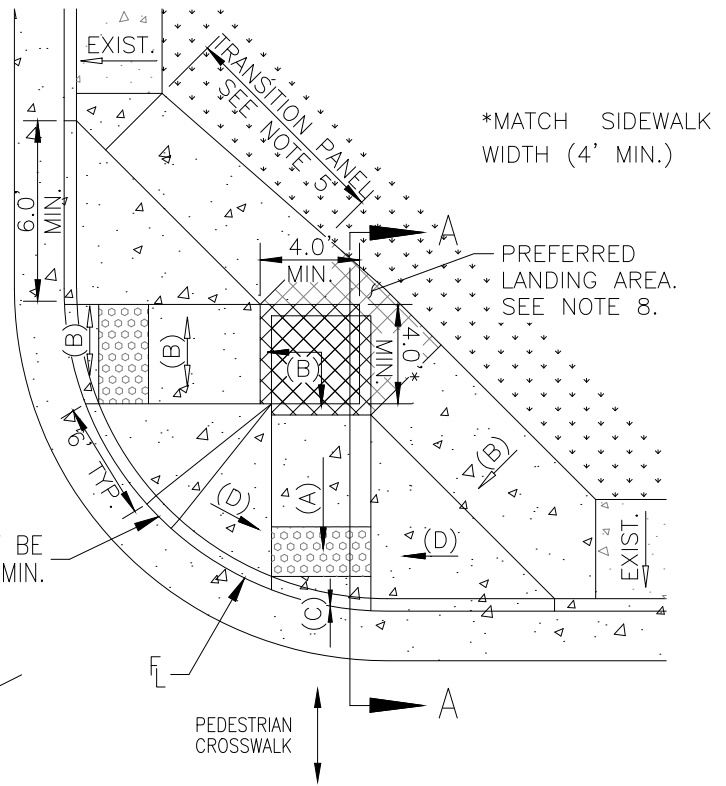 EXIST.
TRANSITION PANEL
SEE NOTE 5
*MATCH SIDEWALK
WIDTH (4' MIN.)
6.0'
MIN.
4.0'
MIN.
A
PREFERRED
LANDING AREA.
SEE NOTE 8.
4.0'*
MIN.
(B)
(B)
(B)
(B)
6' TYP.
(A)
(D)
(D)
EXIST.
BE
MIN.
(C)
FL
A
PEDESTRIAN
CROSSWALK